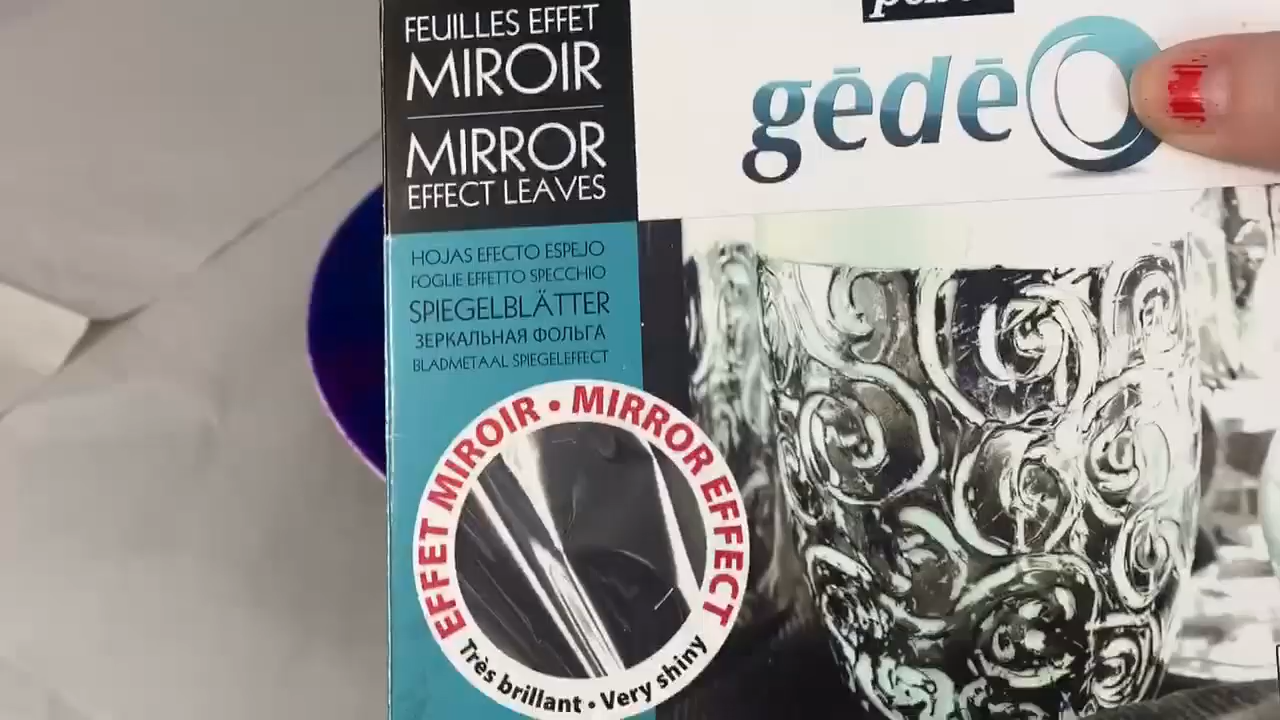 FEUILLES EFFET
MIROIR
MIRROR
EFFECT LEAVES
gēdēO
HOJAS EFECTO ESPEJO
FOGLIE EFFETTO SPECCHIO
SPIEGELBLÄTTER
ЗЕРКАЛЬНАЯ ФОЛЬГА
BLADMETAAL SPIEGELEFFECT
EFFET MIROIR • MIRROR EFFECT
Très brillant • Very shiny